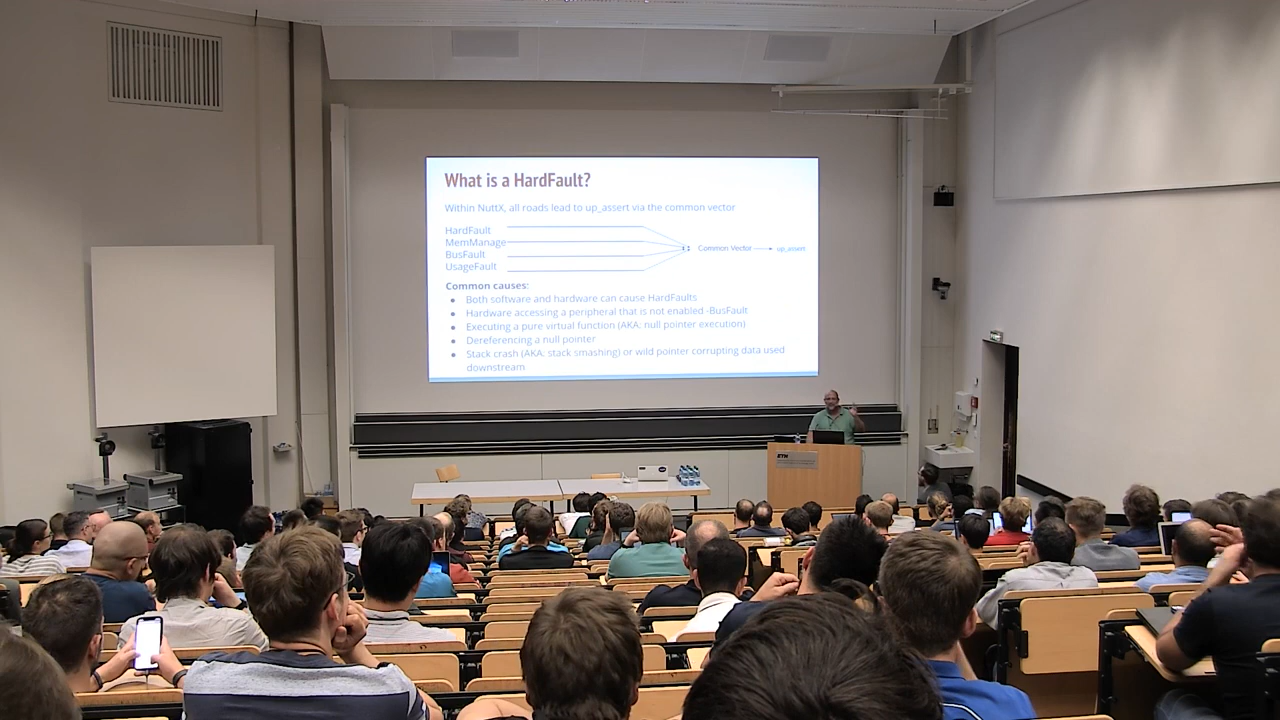 What is a HardFault?
Within NuttX, all roads lead to up_assert via the common vector
HardFault
MemManage
BusFault
UsageFault
Common Vector
up_assert
Common causes:
• Both software and hardware can cause HardFaults
• Hardware accessing a peripheral that is not enabled -BusFault
• Executing a pure virtual function (AKA: null pointer execution)
• Dereferencing a null pointer
• Stack crash (AKA: stack smashing) or wild pointer corrupting data used
downstream
ETH